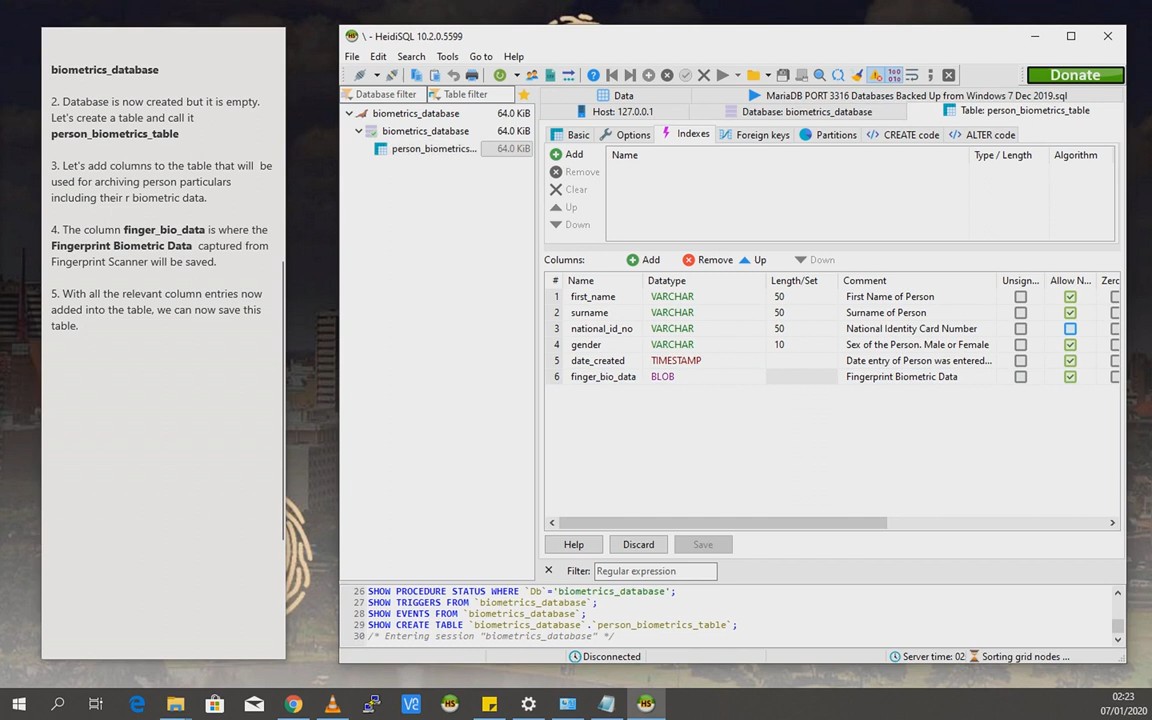 biometrics_database
2. Database is now created but it is empty.
Let's create a table and call it
person_biometrics_table
3. Let's add columns to the table that will be
used for archiving person particulars
including their r biometric data.
4. The column finger_bio_data is where the
Fingerprint Biometric Data captured from
Fingerprint Scanner will be saved.
5. With all the relevant column entries now
added into the table, we can now save this
table.
\ - HeidiSQL 10.2.0.5599
File Edit Search Tools Go to Help
Donate
Database filter Table filter
biometrics_database 64.0 KiB
biometrics_database 64.0 KiB
person_biometrics... 64.0 KiB
Data MariaDB PORT 3316 Databases Backed Up from Windows 7 Dec 2019.sql
Host: 127.0.0.1 Database: biometrics_database Table: person_biometrics_table
Basic Options Indexes Foreign keys Partitions CREATE code ALTER code
Add
Remove
Clear
Up
Down
Name Type / Length Algorithm
Columns: Add Remove Up Down
# Name Datatype Length/Set Comment Unsign... Allow N... Zerc
1 first_name VARCHAR 50 First Name of Person
2 surname VARCHAR 50 Surname of Person
3 national_id_no VARCHAR 50 National Identity Card Number
4 gender VARCHAR 10 Sex of the Person. Male or Female
5 date_created TIMESTAMP Date entry of Person was entered...
6 finger_bio_data BLOB Fingerprint Biometric Data
Help Discard Save
Filter: Regular expression
26 SHOW PROCEDURE STATUS WHERE `Db`='biometrics_database';
27 SHOW TRIGGERS FROM `biometrics_database`;
28 SHOW EVENTS FROM `biometrics_database`;
29 SHOW CREATE TABLE `biometrics_database`.`person_biometrics_table`;
30 /* Entering session "biometrics_database" */
Disconnected Server time: 02 Sorting grid nodes ...
02:23
07/01/2020